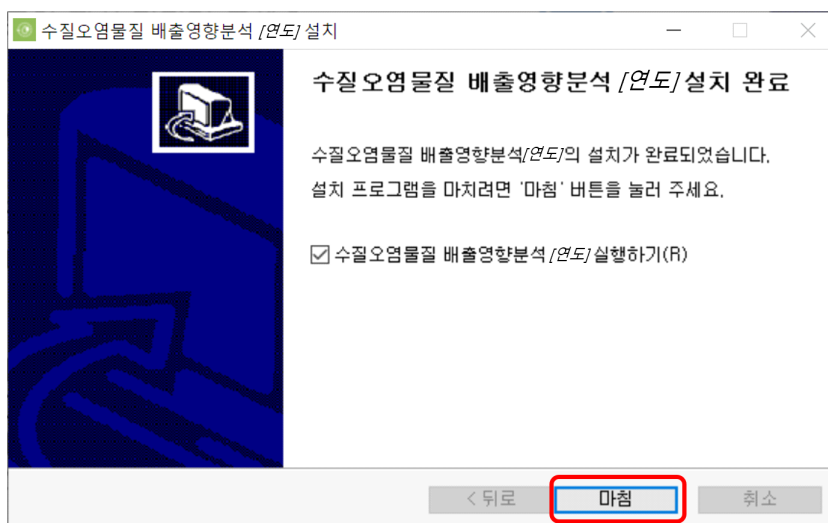 수질오염물질 배출영향분석 [연도] 설치
수질오염물질 배출영향분석 [연도] 설치 완료
수질오염물질 배출영향분석[연도]의 설치가 완료되었습니다.
설치 프로그램을 마치려면 '마침' 버튼을 눌러 주세요.
수질오염물질 배출영향분석 [연도] 실행하기(R)
< 뒤로 마침 취소